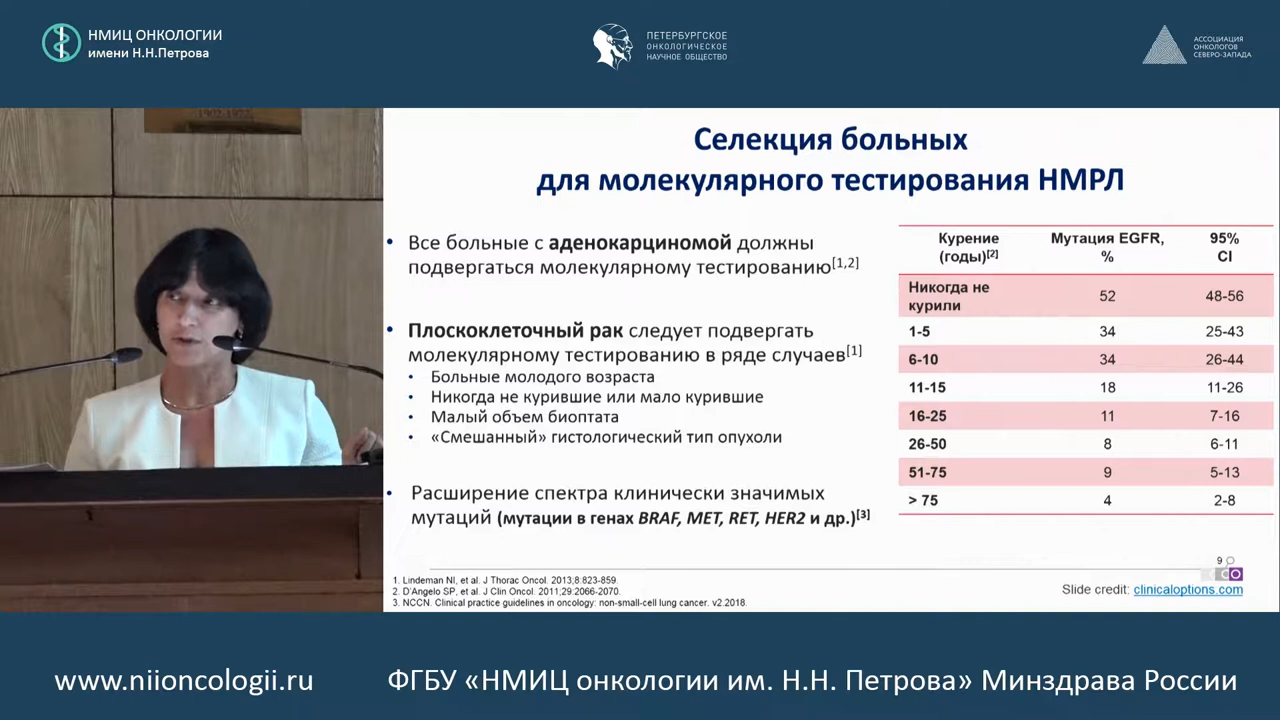 НМИЦ ОНКОЛОГИИ
имени Н.Н.Петрова
ПЕТЕРБУРГСКОЕ
ОНКОЛОГИЧЕСКОЕ
НАУЧНОЕ ОБЩЕСТВО
АССОЦИАЦИЯ
ОНКОЛОГОВ
СЕВЕРО-ЗАПАДА
Селекция больных
для молекулярного тестирования НМРЛ
• Все больные с аденокарциномой должны
подвергаться молекулярному тестированию[1,2]
• Плоскоклеточный рак следует подвергать
молекулярному тестированию в ряде случаев[1]
• Больные молодого возраста
• Никогда не курившие или мало курившие
• Малый объем биоптата
• «Смешанный» гистологический тип опухоли
• Расширение спектра клинически значимых
мутаций (мутации в генах BRAF, MET, RET, HER2 и др.)[3]
Курение (годы)[2] Мутация EGFR, % 95% CI
Никогда не курили 52 48-56
1-5 34 25-43
6-10 34 26-44
11-15 18 11-26
16-25 11 7-16
26-50 8 6-11
51-75 9 5-13
> 75 4 2-8
1. Lindeman NI, et al. J Thorac Oncol. 2013;8:823-859.
2. D'Angelo SP, et al. J Clin Oncol. 2011;29:2066-2070.
3. NCCN. Clinical practice guidelines in oncology: non-small-cell lung cancer. v2.2018.
9
Slide credit: clinicaloptions.com
www.niioncologii.ru
ФГБУ «НМИЦ онкологии им. Н.Н. Петрова» Минздрава России